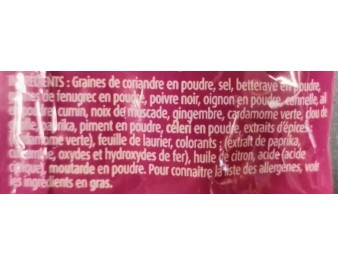 : Graines de coriandre en poudre, sel, betterave en poudre,
de fenugrec en poudre, poivre noir, oignon en poudre, cannelle, ail
cumin, noix de muscade, gingembre, cardamome verte, clou de
paprika, piment en poudre, céleri en poudre, extraits d'épices
verte), feuille de laurier, colorants : (extrait de paprika,
oxydes et hydroxydes de fer), huile de citron, acide (acide
moutarde en poudre. Pour connaître la liste des allergènes, voir
les ingrédients en gras.